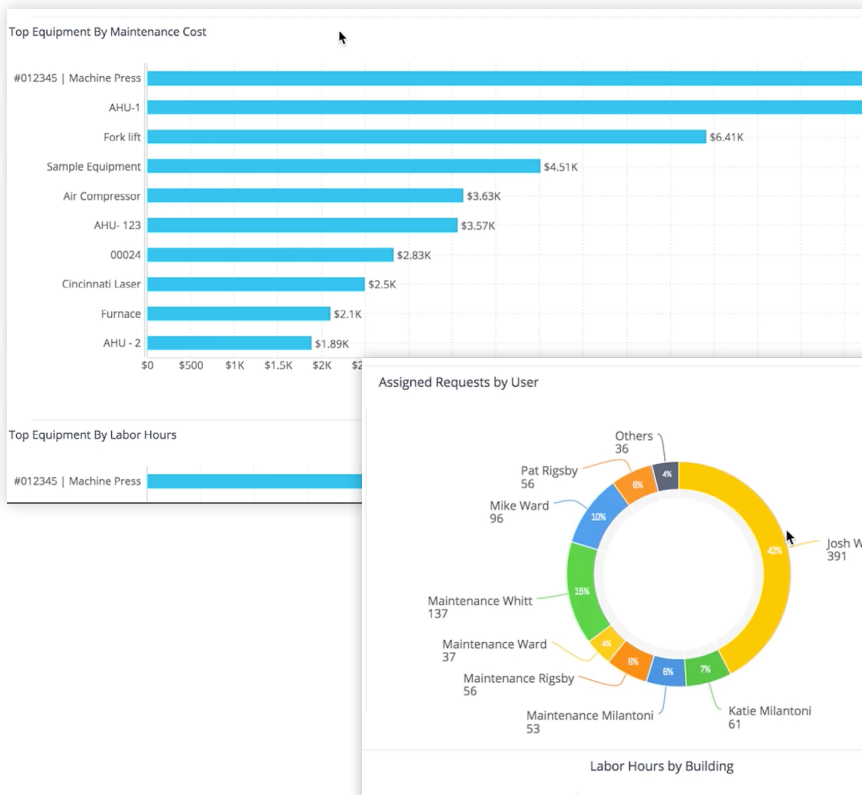 Top Equipment By Maintenance Cost
#012345 | Machine Press
AHU-1
Fork lift
$6.41K
Sample Equipment
$4.51K
Air Compressor
$3.63K
AHU- 123
$3.57K
00024
$2.83K
Cincinnati Laser
$2.5K
Furnace
$2.1K
AHU - 2
$1.89K
$0 $500 $1K $1.5K $2K
Top Equipment By Labor Hours
#012345 | Machine Press
Assigned Requests by User
Others
36
4%
Pat Rigsby
56
6%
Mike Ward
96
10%
Josh W
391
42%
Maintenance Whitt
137
15%
Maintenance Ward
37
4%
Maintenance Rigsby
56
6%
Maintenance Milantoni
53
6%
Katie Milantoni
61
7%
Labor Hours by Building